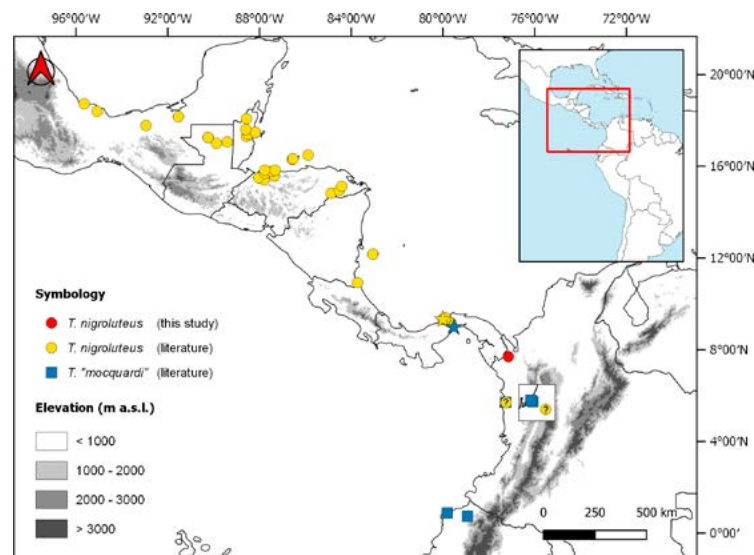 96°00'W 92°00'W 88°00'W 84°00'W 80°00'W 76°00'W 72°00'W
20°00'N
16°00'N
12°00'N
8°00'N
4°00'N
0°00'N
Symbology
T. nigroluteus (this study)
T. nigroluteus (literature)
T. "mocquardi" (literature)
? ?
Elevation (m a.s.l.)
< 1000
1000 - 2000
2000 - 3000
> 3000
0 250 500 km